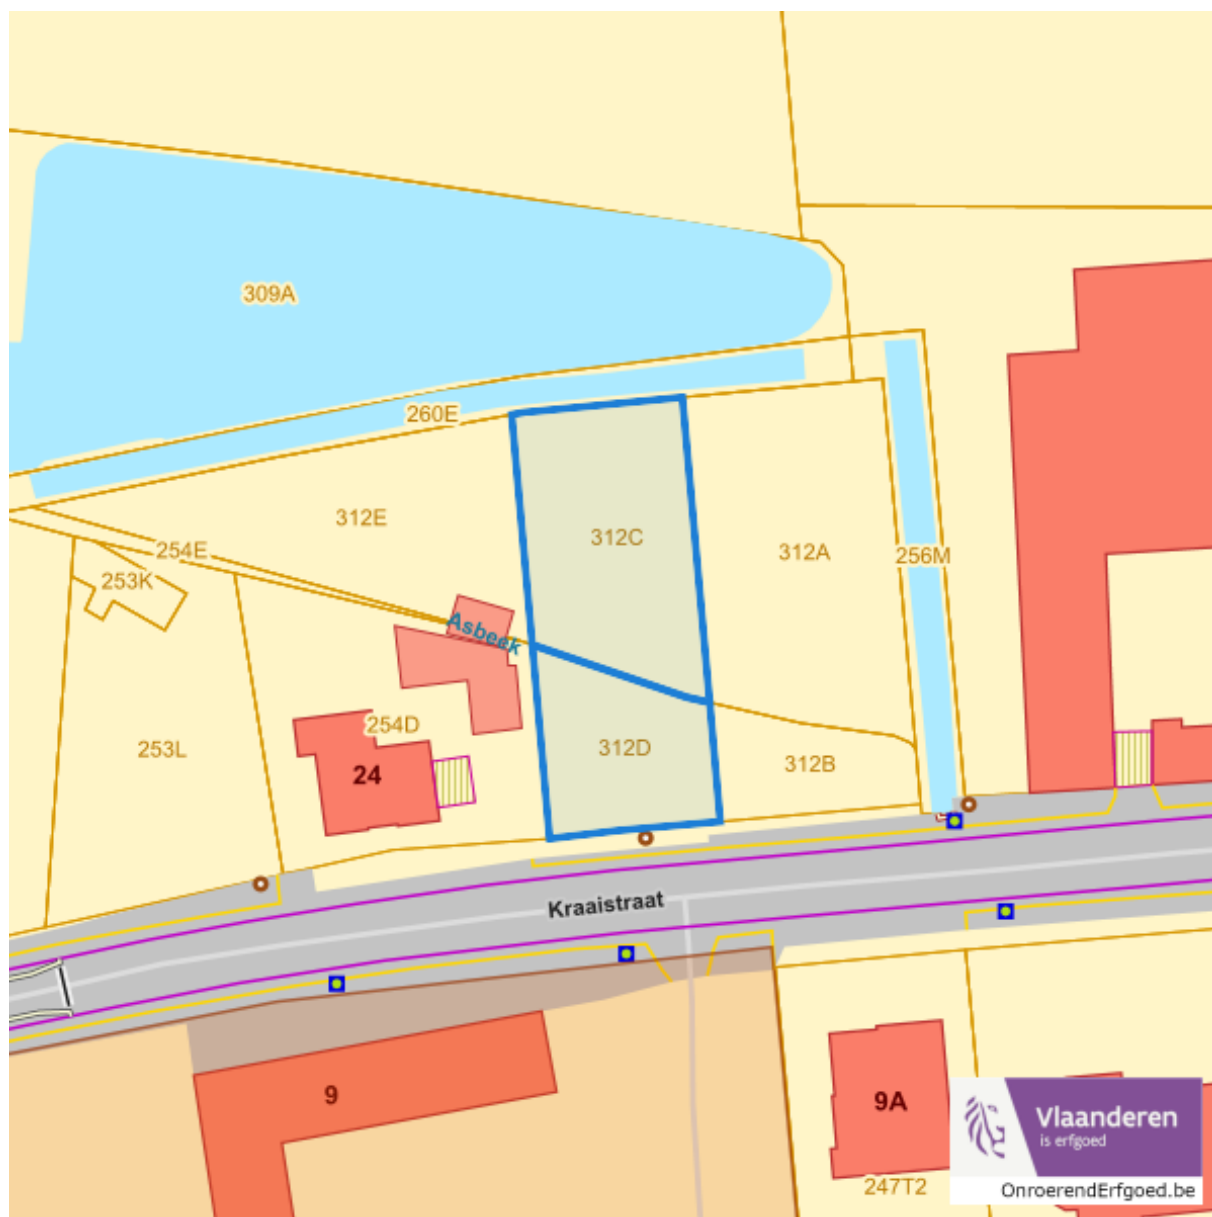 309A
260E
312E
312C
312A
254E
256M
253K
Asbeek
254D
253L
24
312D
312B
Kraaistraat
9
9A
247T2
Vlaanderen
is erfgoed
OnroerendErfgoed.be